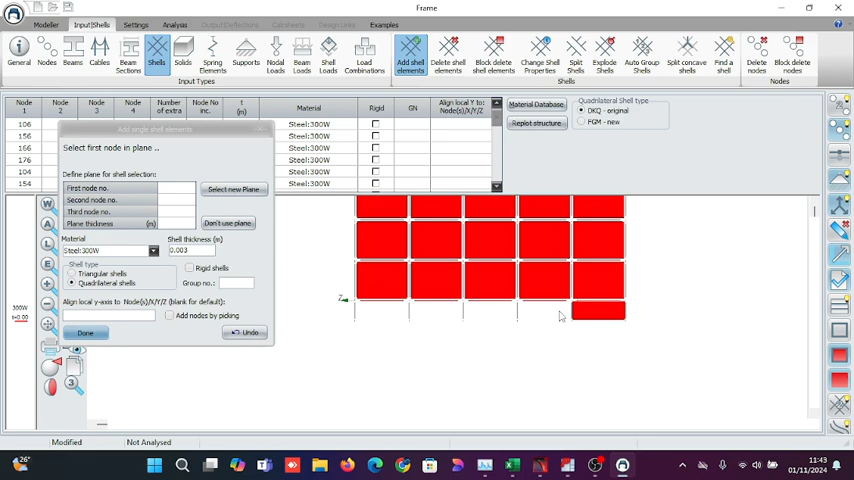 Frame
Modeller Input|Shells Settings Analysis Output|Deflections Calcsheets Design Links Examples
General Nodes Beams Cables Beam Sections Shells Solids Spring Elements Supports Nodal Loads Beam Loads Shell Loads Load Combinations Add shell elements Delete shell elements Block delete shell elements Change Shell Properties Split Shells Explode Shells Auto Group Shells Split concave shells Find a shell Delete nodes Block delete nodes
Input Types Shells Nodes
Node 1 Node 2 Node 3 Node 4 Number of extra Node No inc. t (m) Material Rigid GN Align local Y to: Node(s)/X/Y/Z
Material Database
Replot structure
Quadrilateral Shell type
DKQ - original
FGM - new
106 Steel:300W
156 Steel:300W
166 Steel:300W
176 Steel:300W
104 Steel:300W
154 Steel:300W
Add single shell elements
Select first node in plane ..
Define plane for shell selection:
First node no.
Second node no.
Third node no.
Plane thickness (m)
Select new Plane
Don't use plane
Material Shell thickness (m)
Steel:300W 0.003
Shell type
Triangular shells
Quadrilateral shells
Rigid shells
Group no.:
Align local y-axis to Node(s)/X/Y/Z (blank for default):
Add nodes by picking
Done Undo
W
A
L
E
3
300W
t=0.00
Z
Modified Not Analysed
26°
11:43
01/11/2024